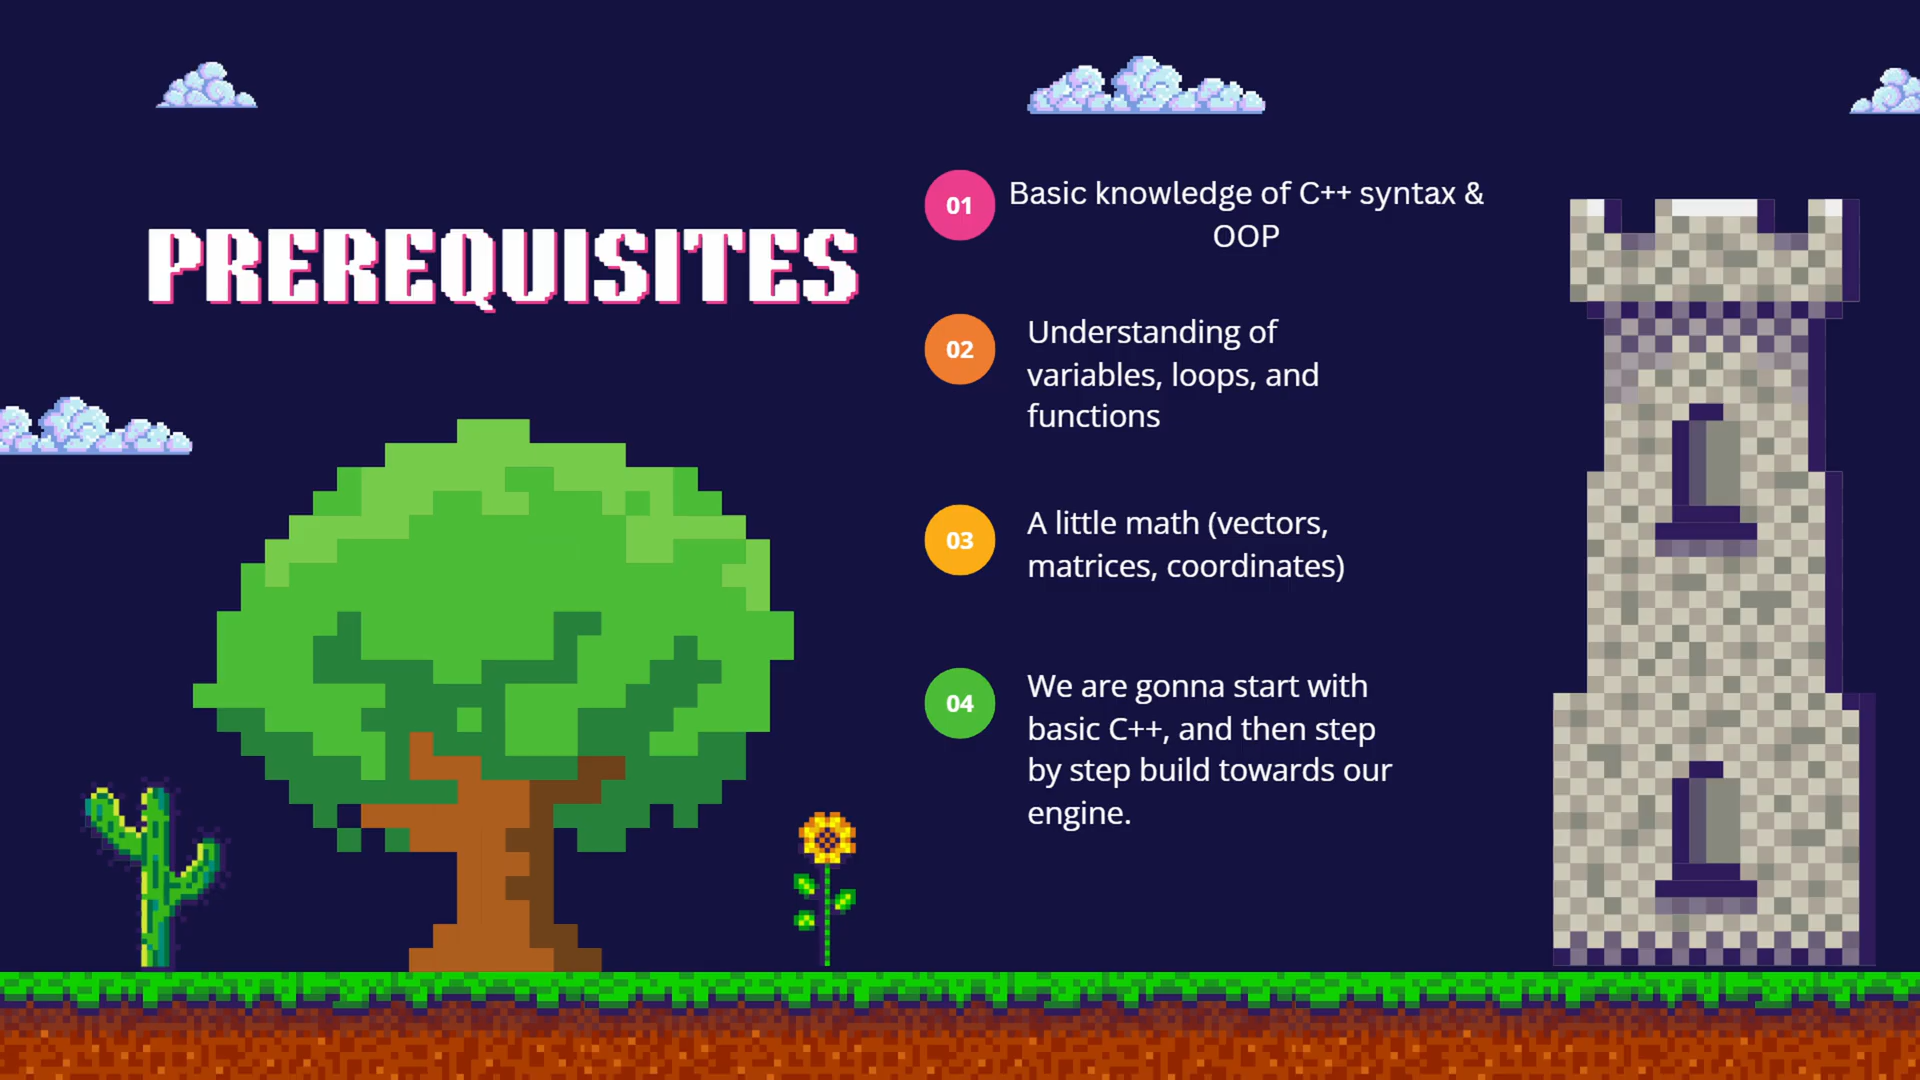 PREREQUISITES
01
Basic knowledge of C++ syntax &
OOP
02
Understanding of
variables, loops, and
functions
03
A little math (vectors,
matrices, coordinates)
04
We are gonna start with
basic C++, and then step
by step build towards our
engine.